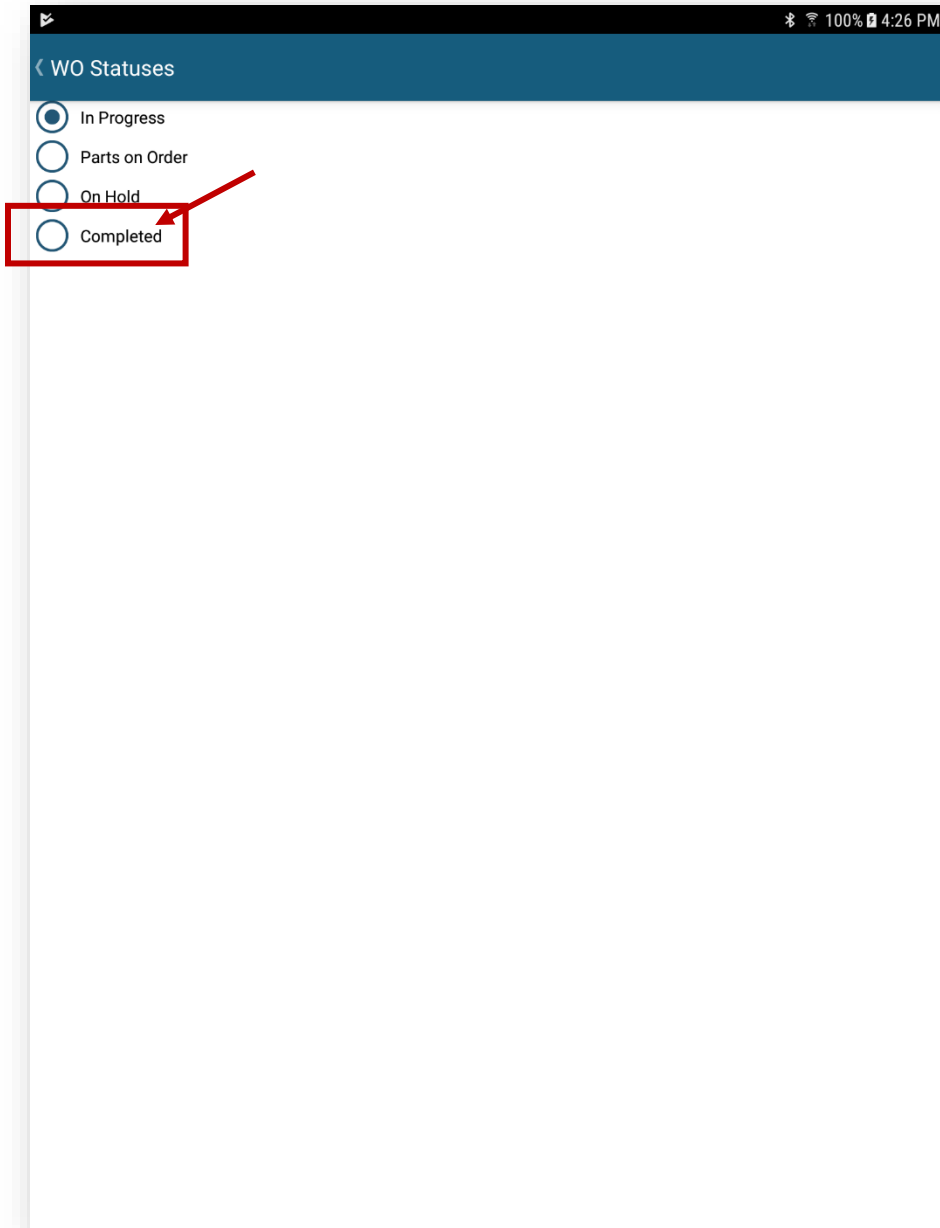 100% 4:26 PM
WO Statuses
In Progress
Parts on Order
On Hold
Completed